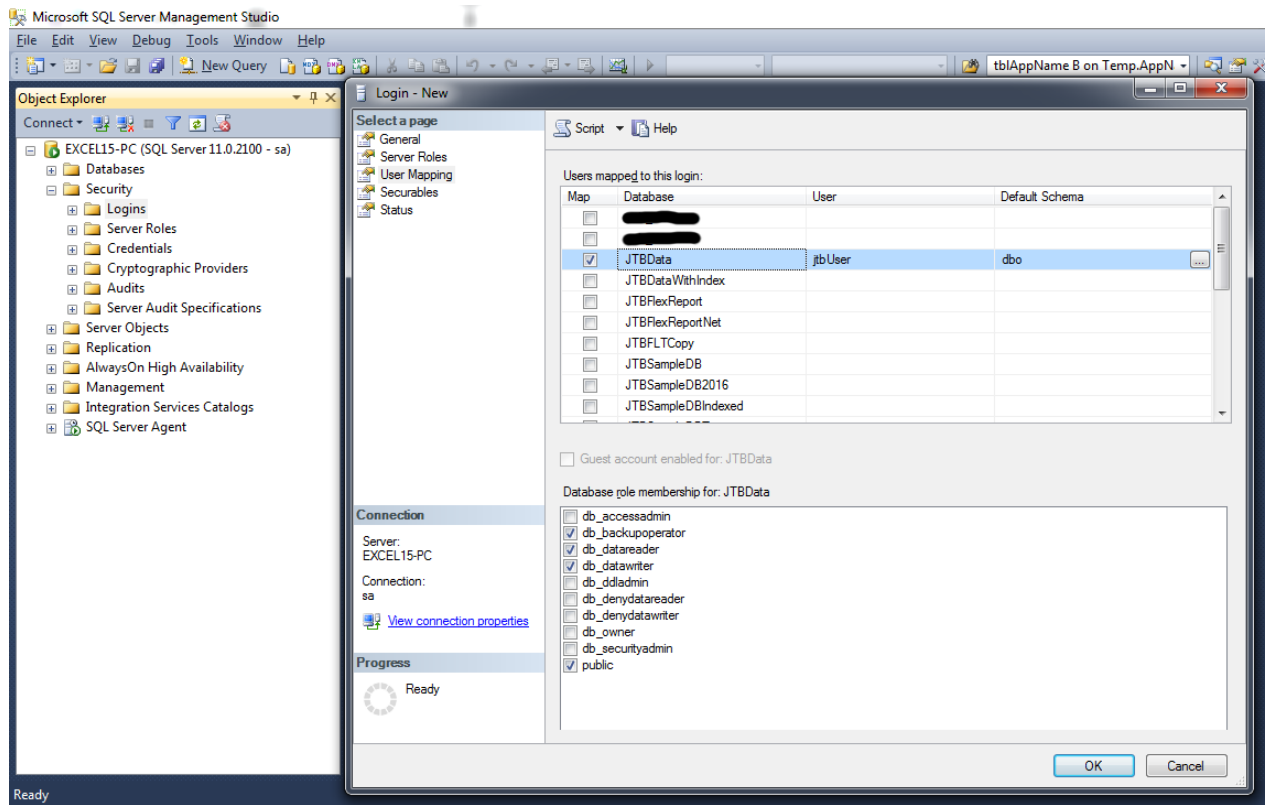 Microsoft SQL Server Management Studio
File Edit View Debug Tools Window Help
New Query tblAppName B on Temp.AppN
Object Explorer
Connect
EXCEL15-PC (SQL Server 11.0.2100 - sa)
Databases
Security
Logins
Server Roles
Credentials
Cryptographic Providers
Audits
Server Audit Specifications
Server Objects
Replication
AlwaysOn High Availability
Management
Integration Services Catalogs
SQL Server Agent
Login - New
Select a page
General
Server Roles
User Mapping
Securables
Status
Script Help
Users mapped to this login:
Map Database User Default Schema
JTBData jtbUser dbo ...
JTBDataWithIndex
JTBFlexReport
JTBFlexReportNet
JTBFLTCopy
JTBSampleDB
JTBSampleDB2016
JTBSampleDBIndexed
Guest account enabled for: JTBData
Database role membership for: JTBData
db_accessadmin
db_backupoperator
db_datareader
db_datawriter
db_ddladmin
db_denydatareader
db_denydatawriter
db_owner
db_securityadmin
public
Connection
Server:
EXCEL15-PC
Connection:
sa
View connection properties
Progress
Ready
OK Cancel
Ready